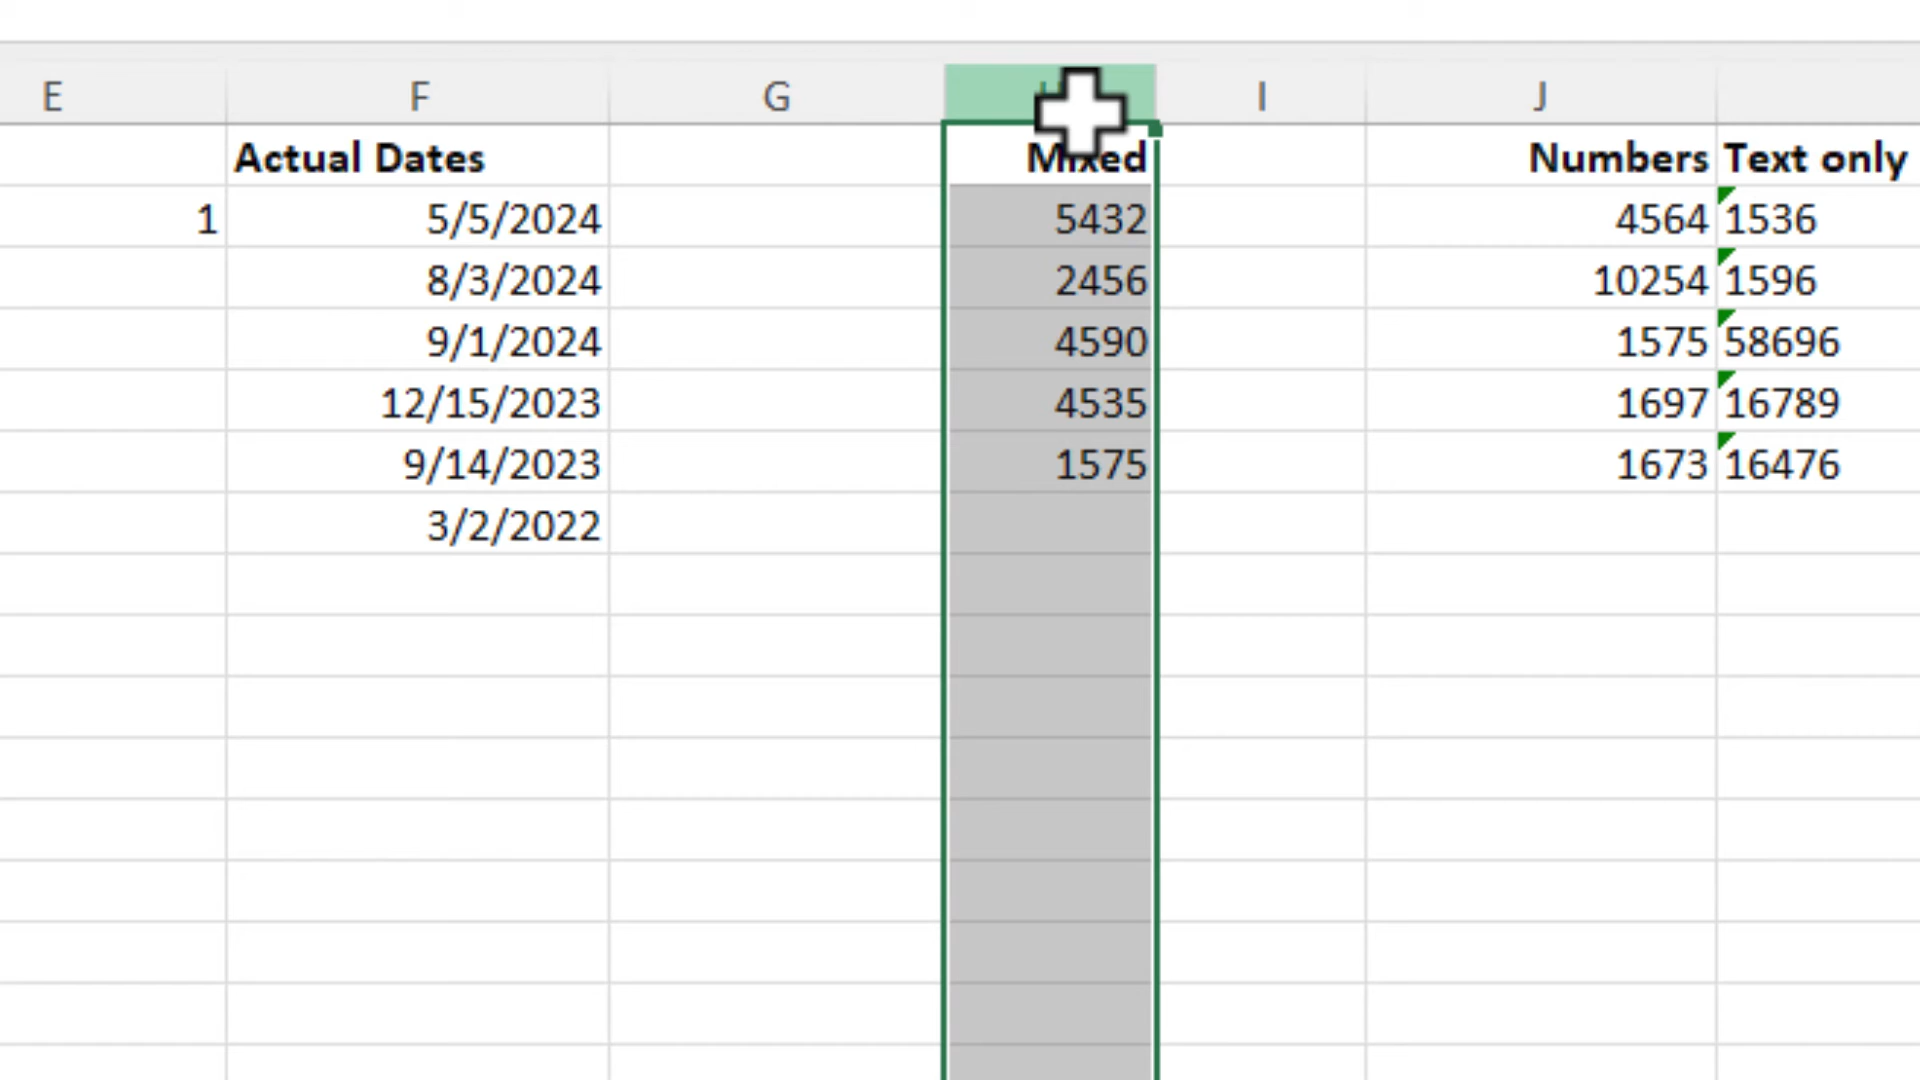 E F G I J
Actual Dates Mixed Numbers Text only
1 5/5/2024 5432 4564 1536
8/3/2024 2456 10254 1596
9/1/2024 4590 1575 58696
12/15/2023 4535 1697 16789
9/14/2023 1575 1673 16476
3/2/2022